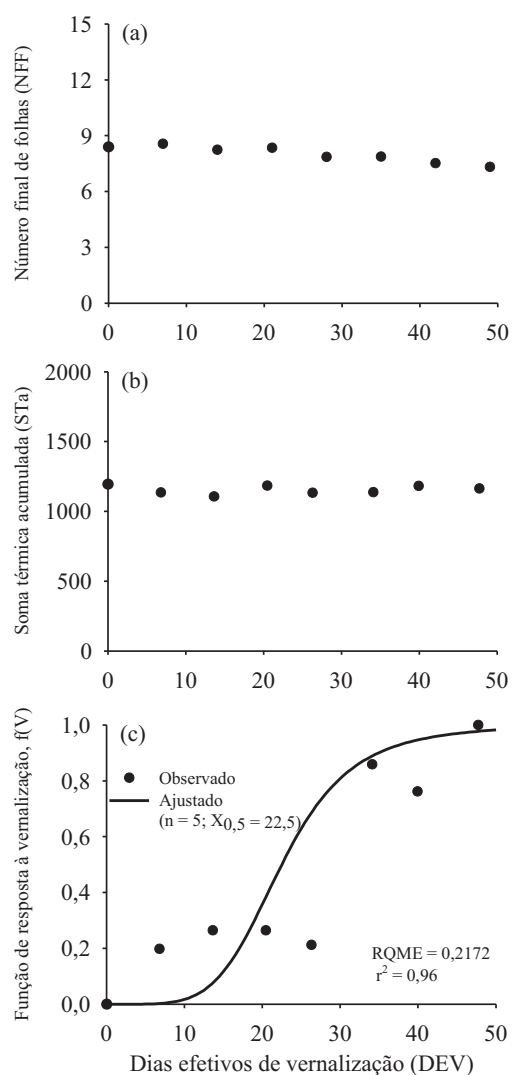 (a)
Número final de folhas (NFF)
15
12
9
6
3
0
0 10 20 30 40 50
(b)
Soma térmica acumulada (STa)
2000
1500
1000
500
0
0 10 20 30 40 50
(c)
Função de resposta à vernalização, f(V)
1,0
0,8
0,6
0,4
0,2
0,0
Observado
Ajustado
(n = 5; X0,5 = 22,5)
RQME = 0,2172
r² = 0,96
0 10 20 30 40 50
Dias efetivos de vernalização (DEV)